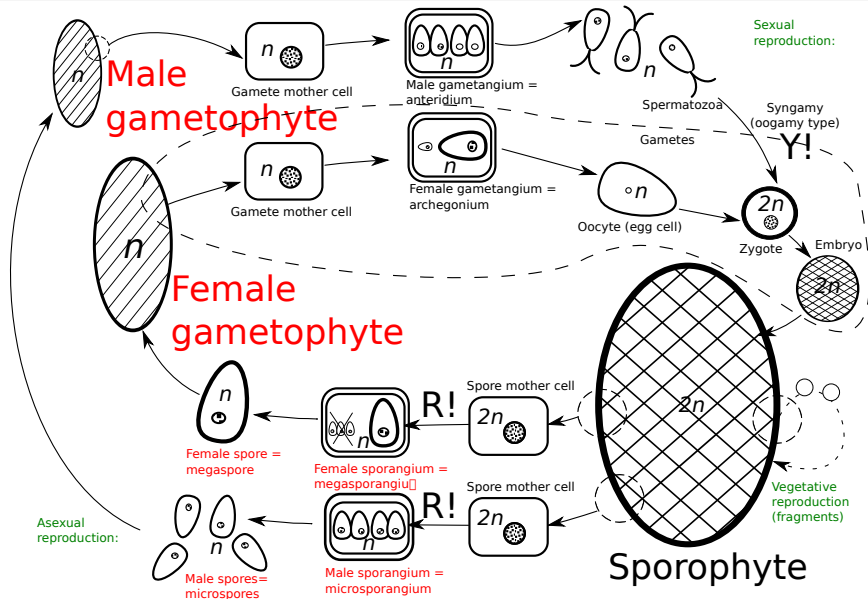 Sexual
reproduction:
n
n
n
n
Male
gametophyte
Gamete mother cell
Male gametangium =
anteridium
Spermatozoa
Syngamy
(oogamy type)
Y!
Gametes
n
n
n
n
Gamete mother cell
Female gametangium =
archegonium
Oocyte (egg cell)
2n
Zygote
Embryo
2n
Female
gametophyte
2n
n
Female spore =
megaspore
n
Female sporangium =
megasporangiu
R!
Spore mother cell
2n
Vegetative
reproduction
(fragments)
Asexual
reproduction:
n
Male spores=
microspores
n
Male sporangium =
microsporangium
R!
Spore mother cell
2n
Sporophyte